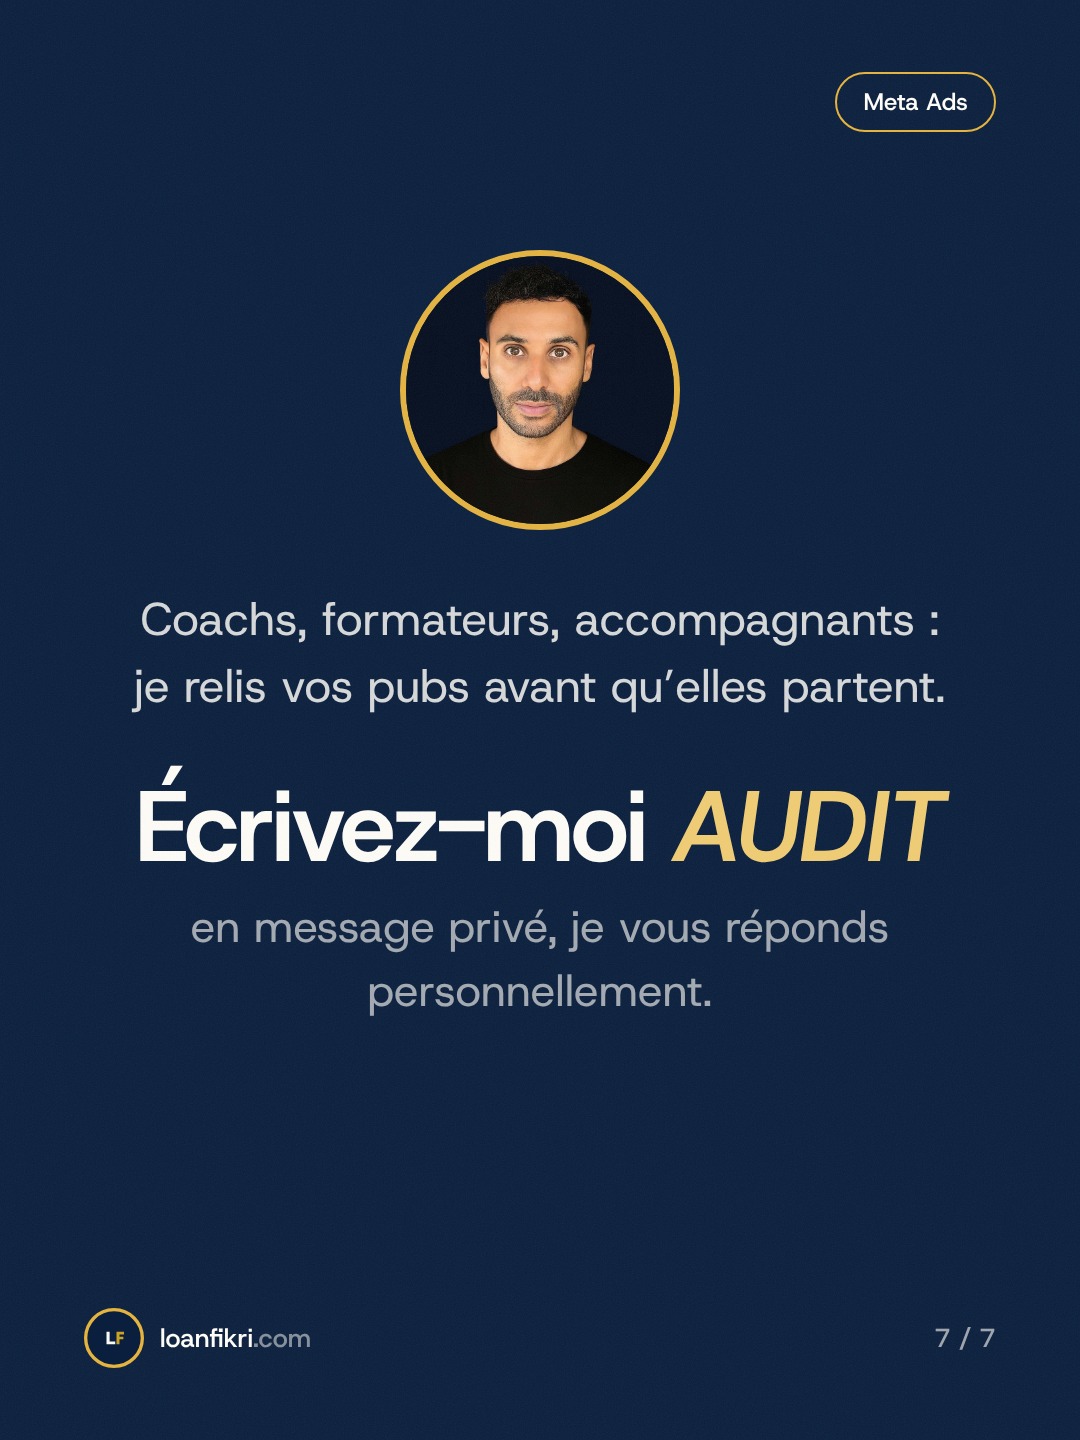 Meta Ads
Coachs, formateurs, accompagnants :
je relis vos pubs avant qu’elles partent.
Écrivez-moi AUDIT
en message privé, je vous réponds
personnellement.
LF loanfikri.com
7 / 7